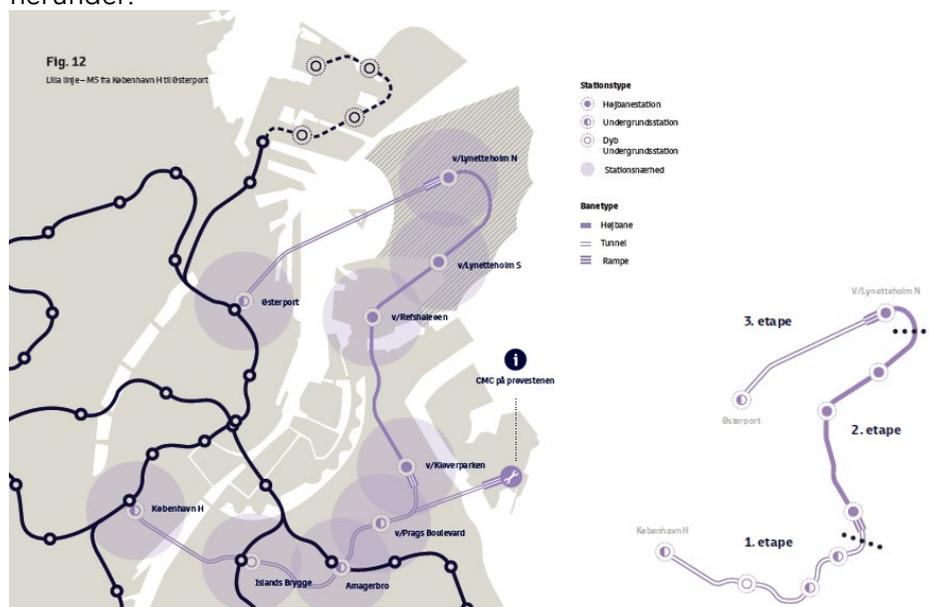 herunder:
Fig. 12
Lilla linje – M5 fra København H til Østerport
Stationstype
Højbanestation
Undergrundsstation
Dyb
Undergrundsstation
Stationsnærhed
Banetype
Højbane
Tunnel
Rampe
v/Lynetteholm N
v/Lynetteholm S
Østerport
v/Refshaleøen
i
CMC på prøvestenen
v/Kløverparken
København H
v/Prags Boulevard
Islands Brygge
Amagerbro
V/Lynetteholm N
3. etape
Østerport
2. etape
København H
1. etape